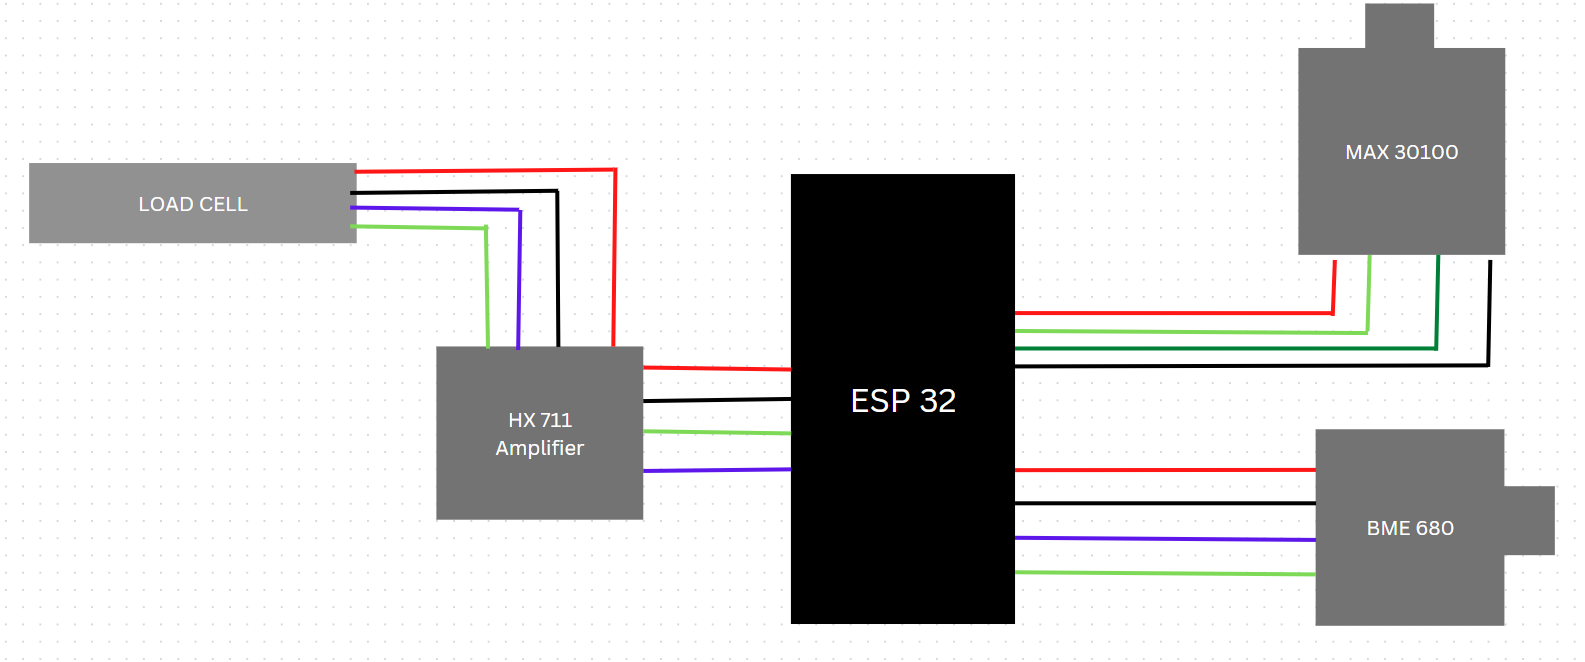 MAX 30100
LOAD CELL
ESP 32
HX 711
Amplifier
BME 680